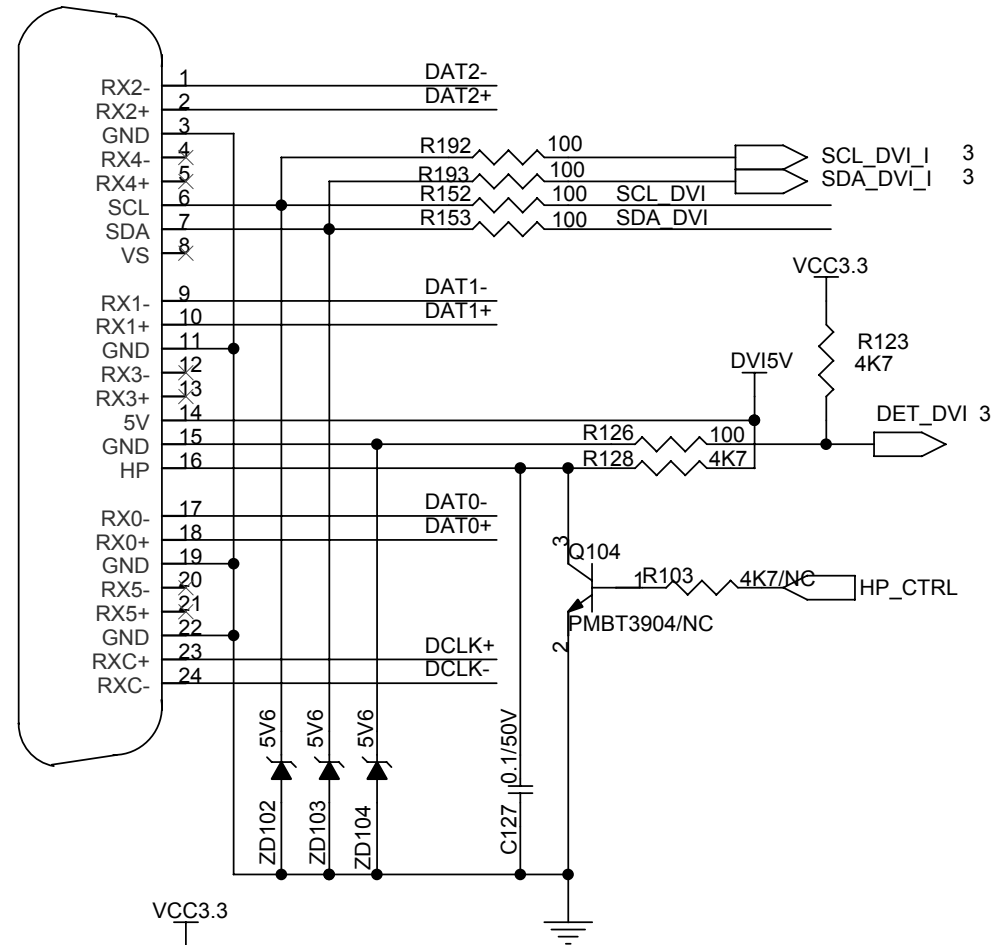 RX2- 1 DAT2-
RX2+ 2 DAT2+
GND 3
RX4- 4 R192 100 SCL_DVI_I 3
RX4+ 5 R193 100 SDA_DVI_I 3
SCL 6 R152 100 SCL_DVI
SDA 7 R153 100 SDA_DVI
VS 8
VCC3.3
RX1- 9 DAT1-
RX1+ 10 DAT1+
GND 11 R123
RX3- 12 DVI5V 4K7
RX3+ 13
5V 14 DET_DVI 3
GND 15 R126 100
HP 16 R128 4K7
RX0- 17 DAT0-
RX0+ 18 DAT0+
GND 19 3 Q104
RX5- 20 1 R103 4K7/NC HP_CTRL
RX5+ 21
GND 22 PMBT3904/NC
RXC+ 23 DCLK+ 2
RXC- 24 DCLK-
5V6 5V6 5V6 0.1/50V
ZD102 ZD103 ZD104 C127
VCC3.3